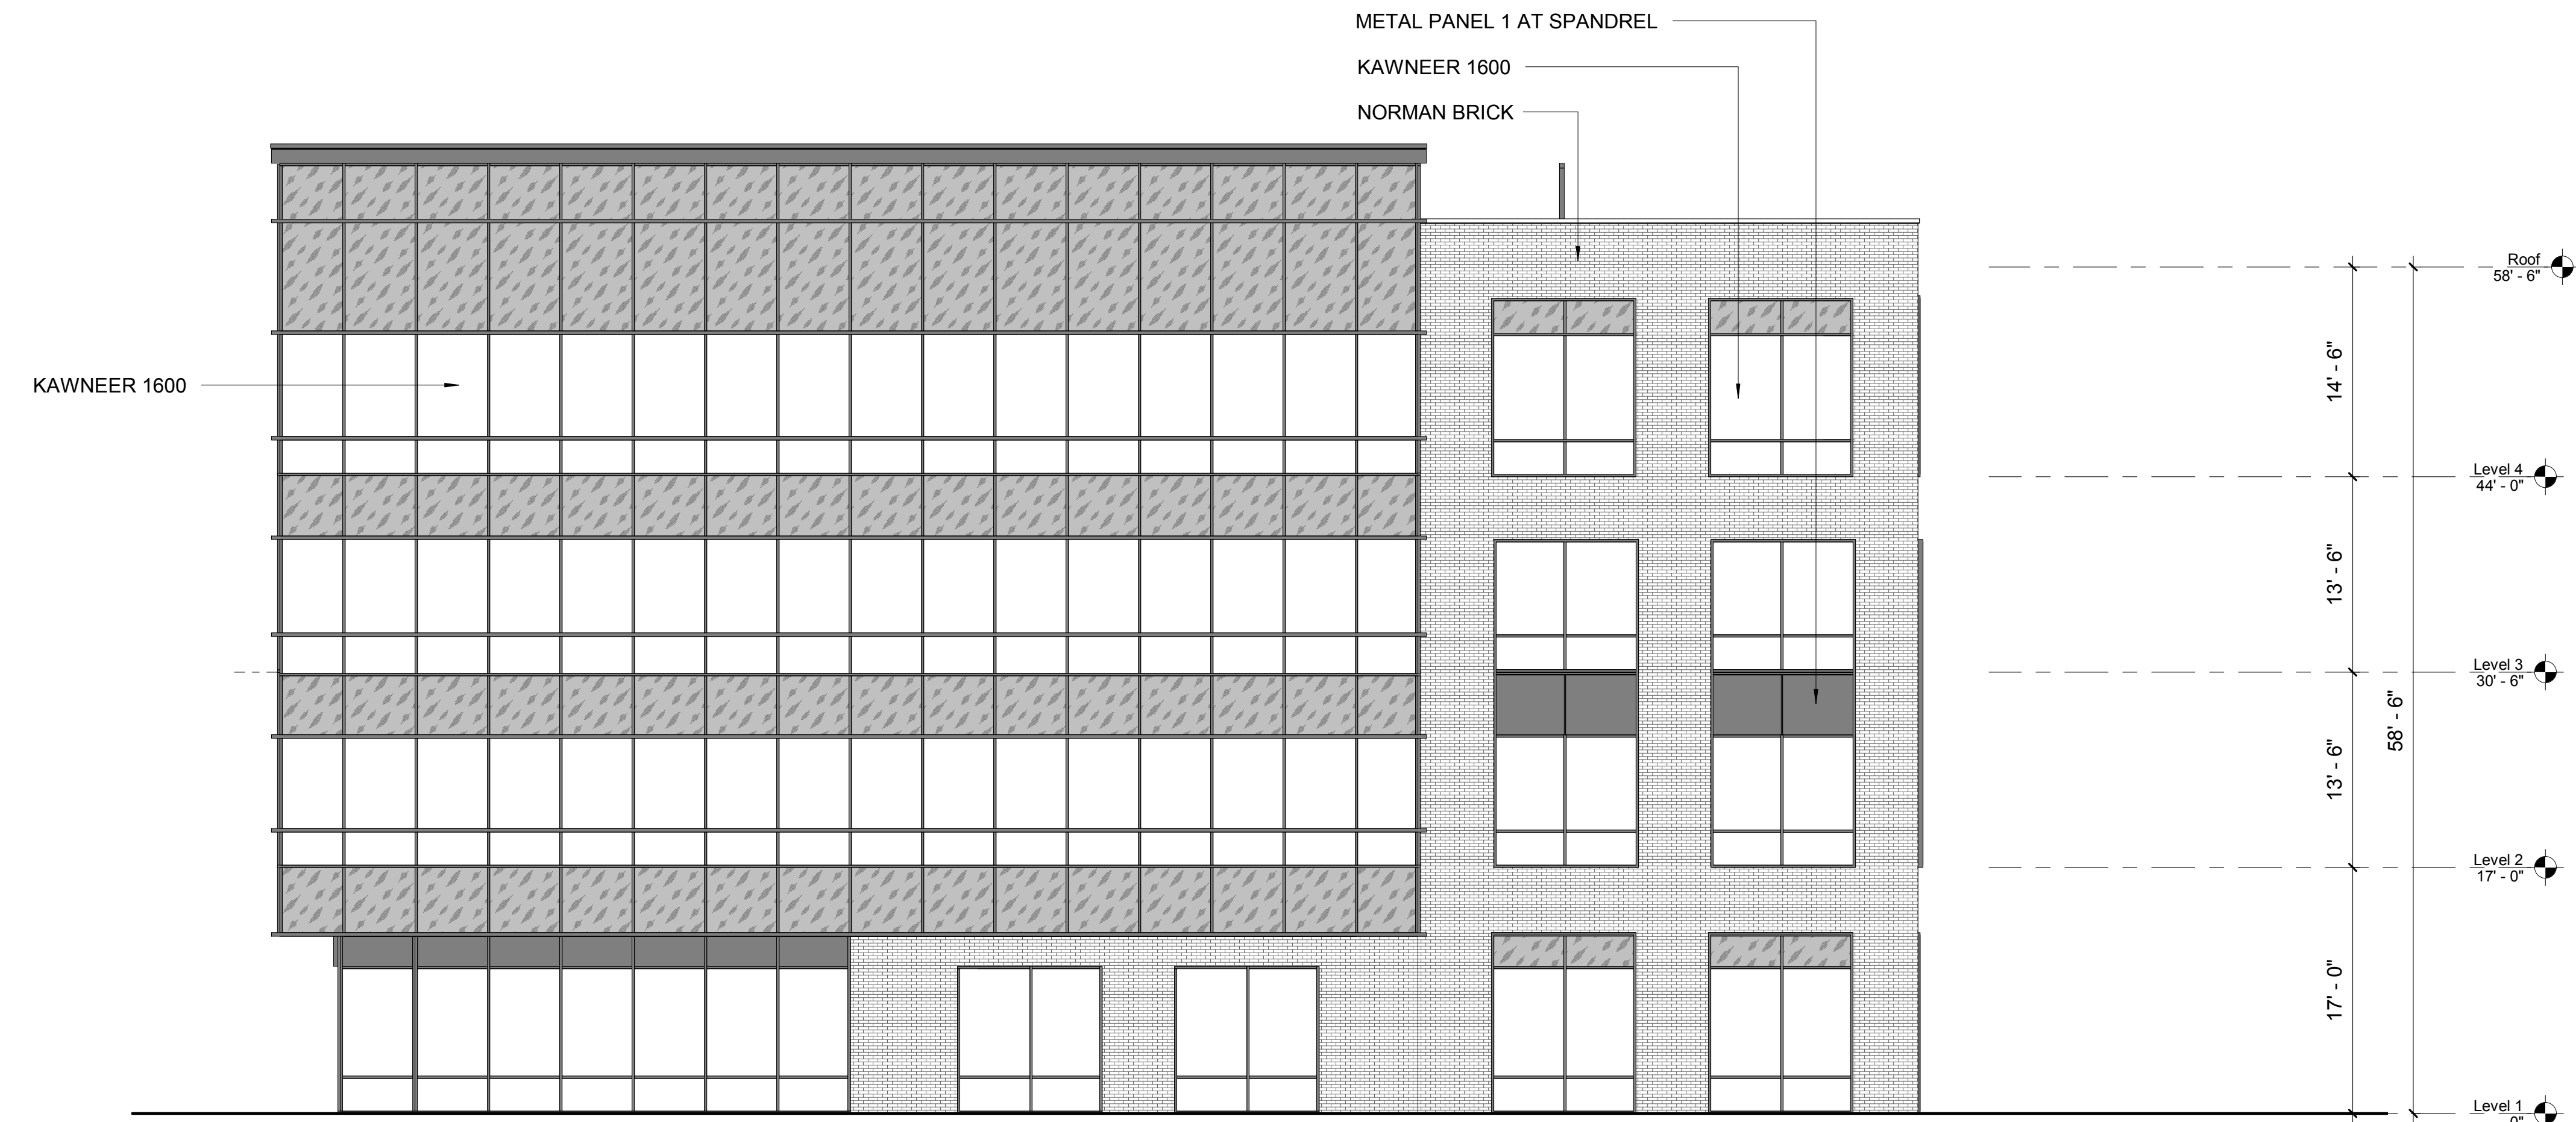 METAL PANEL 1 AT SPANDREL
KAWNEER 1600
NORMAN BRICK
KAWNEER 1600
Roof
58' - 6"
14' - 6"
Level 4
44' - 0"
13' - 6"
Level 3
30' - 6"
58' - 6"
13' - 6"
Level 2
17' - 0"
17' - 0"
Level 1